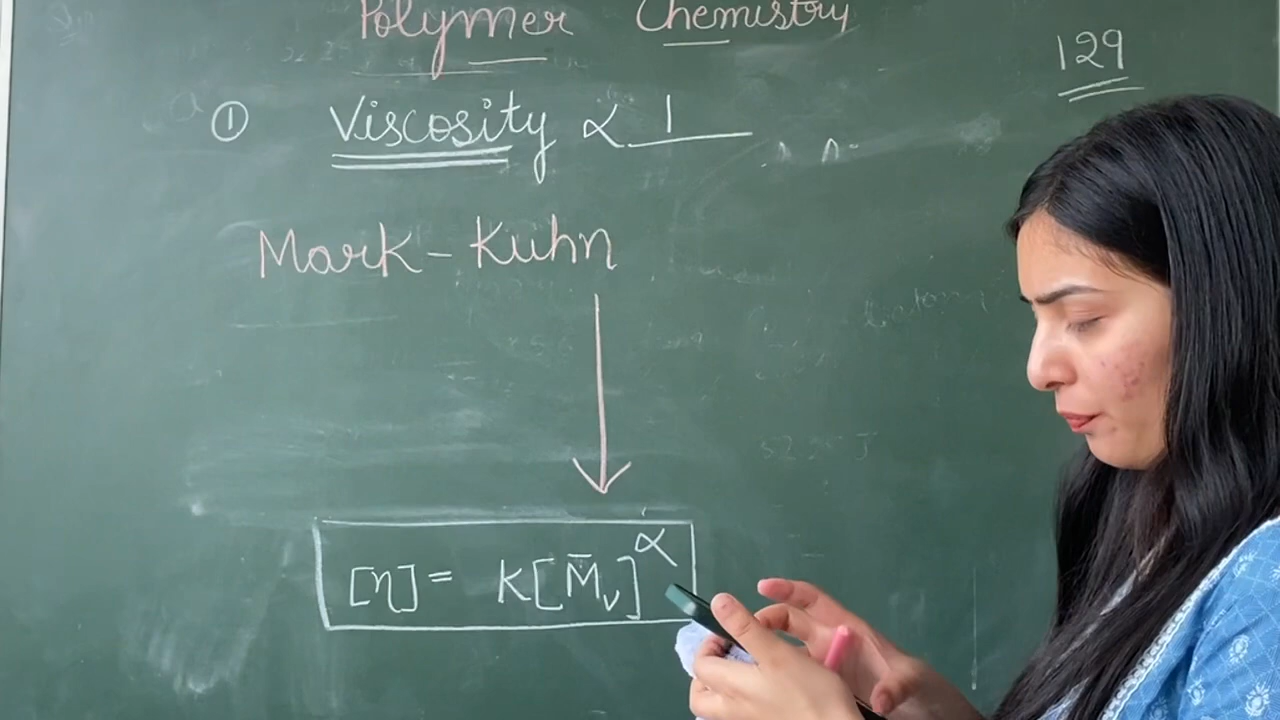 Polymer Chemistry
129
① Viscosity ∝ 1
Mark-Kuhn
[η] = K[M̄v]^α